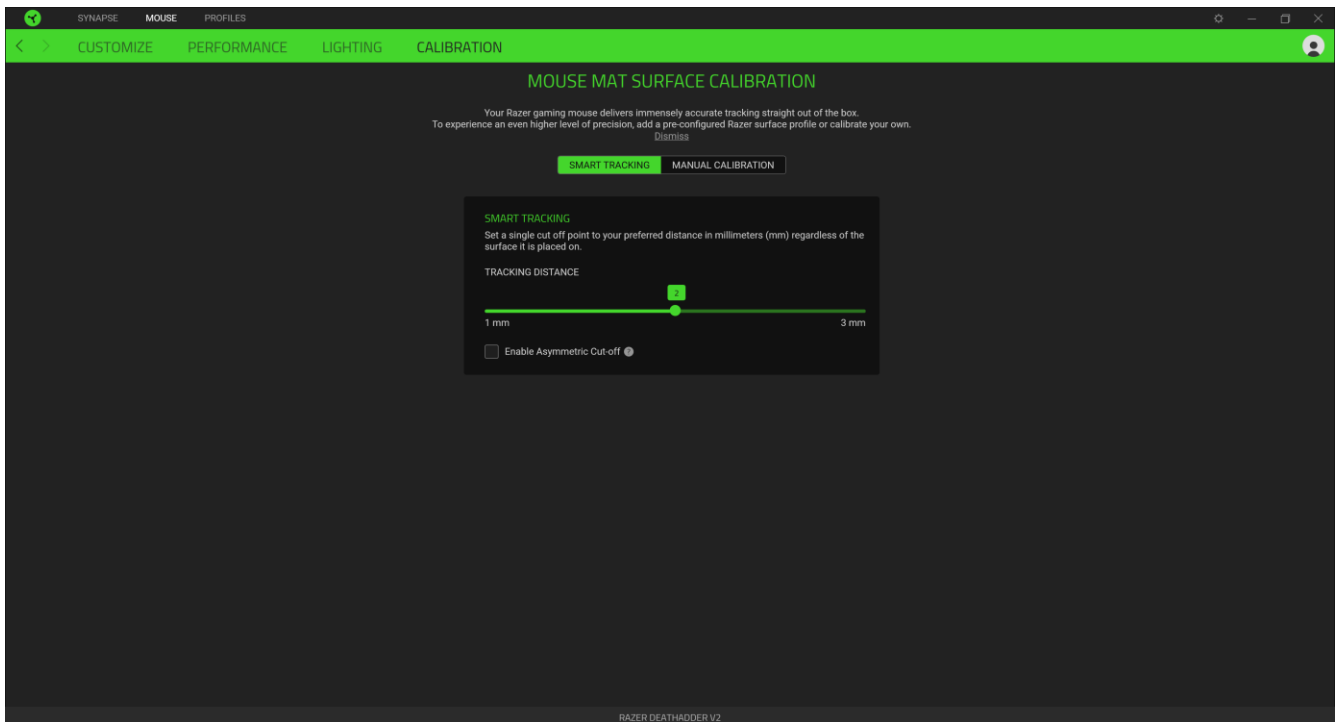 SYNAPSE MOUSE PROFILES
CUSTOMIZE PERFORMANCE LIGHTING CALIBRATION
MOUSE MAT SURFACE CALIBRATION
Your Razer gaming mouse delivers immensely accurate tracking straight out of the box.
To experience an even higher level of precision, add a pre-configured Razer surface profile or calibrate your own.
Dismiss
SMART TRACKING MANUAL CALIBRATION
SMART TRACKING
Set a single cut off point to your preferred distance in millimeters (mm) regardless of the
surface it is placed on.
TRACKING DISTANCE
2
1 mm 3 mm
Enable Asymmetric Cut-off ?
RAZER DEATHADDER V2